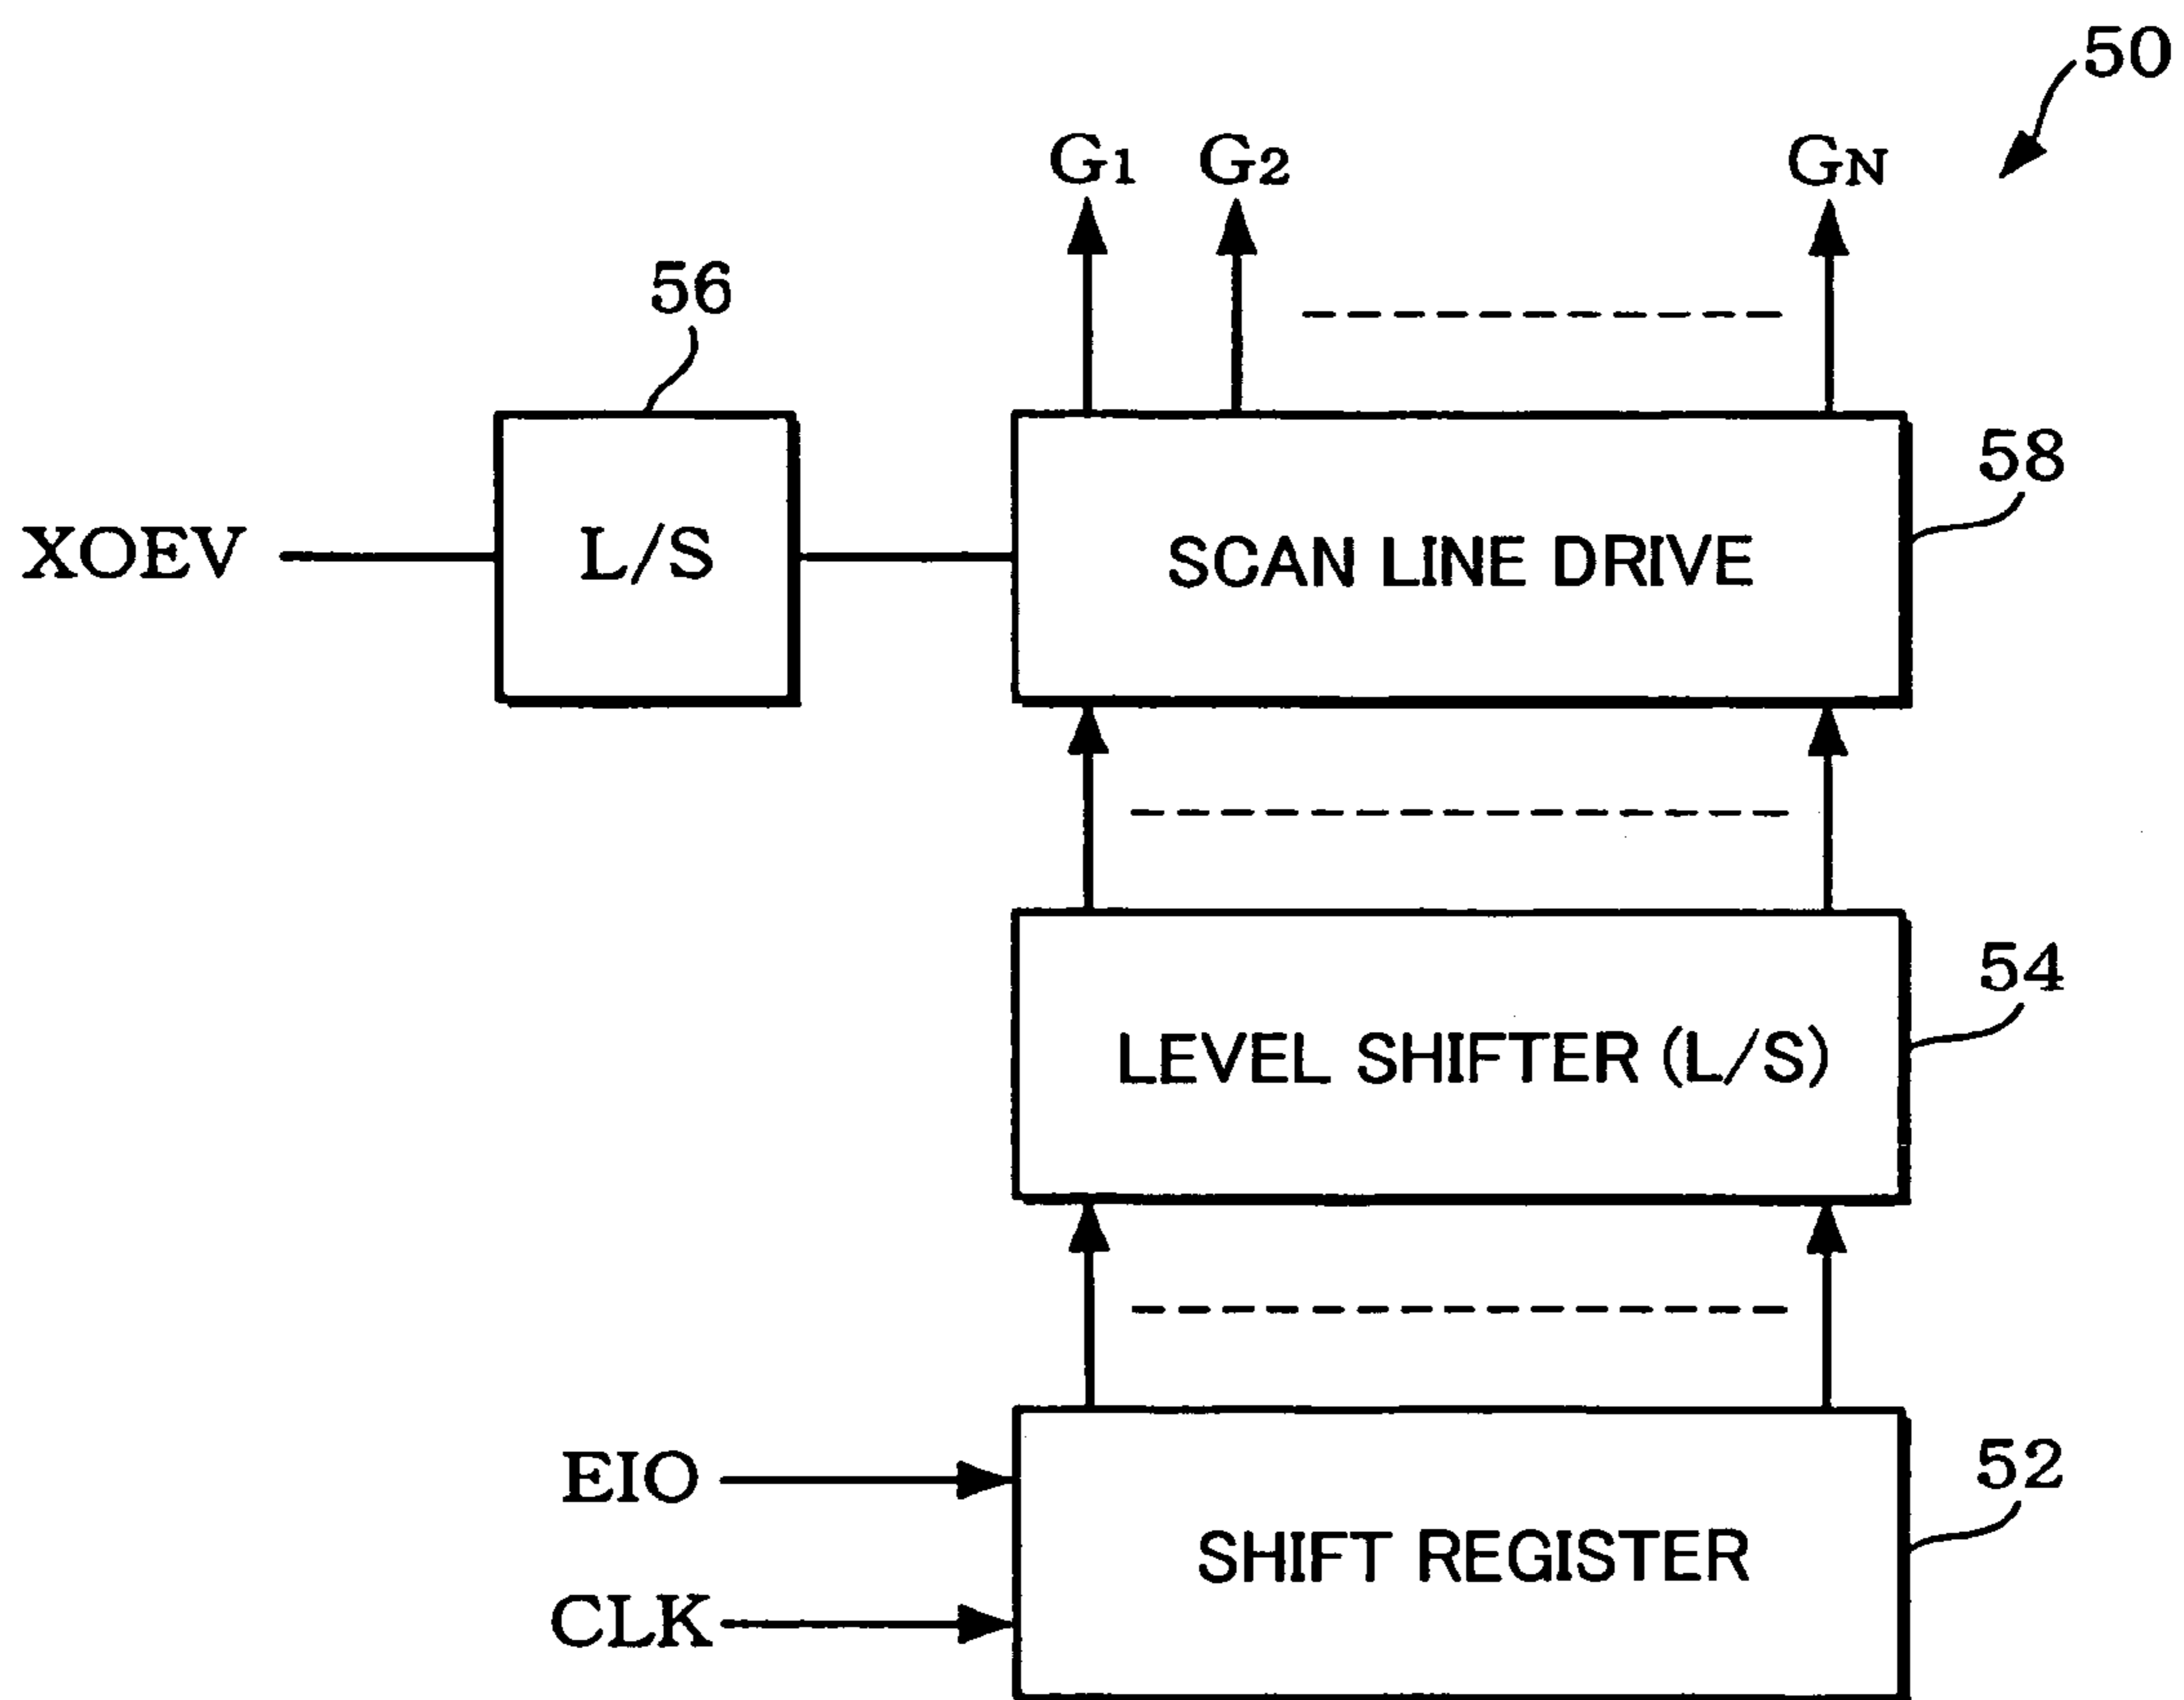 50
G1 G2 GN
56
58
XOEV L/S SCAN LINE DRIVE
54
LEVEL SHIFTER (L/S)
52
EIO
SHIFT REGISTER
CLK